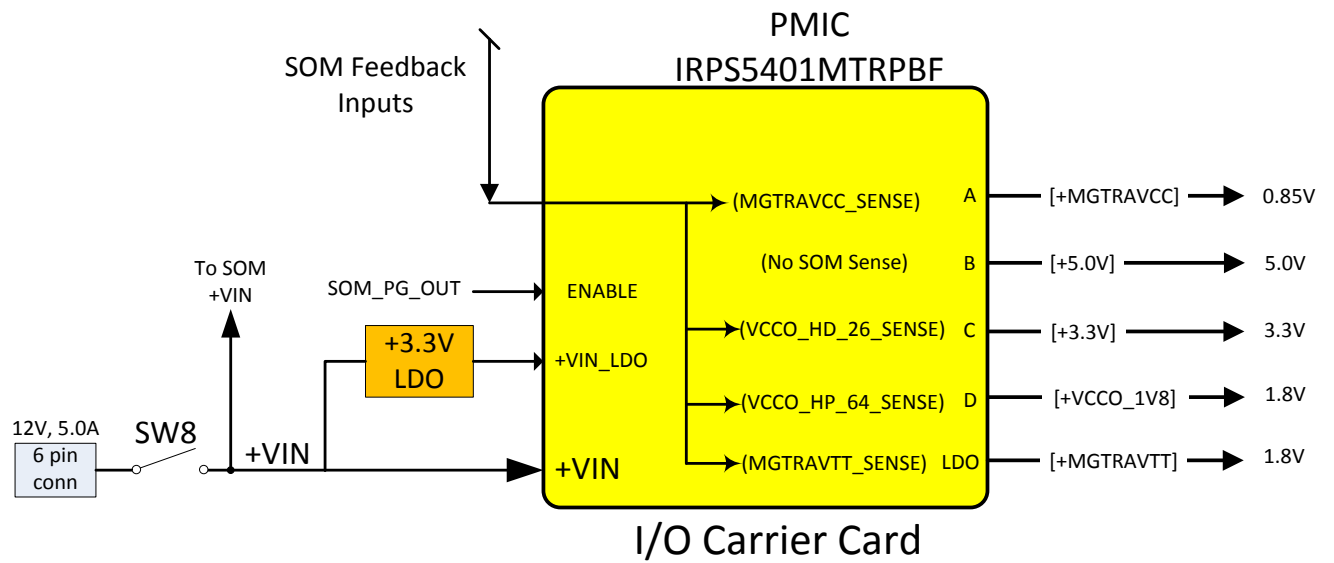 PMIC
IRPS5401MTRPBF
SOM Feedback
Inputs
(MGTRAVCC_SENSE) A [+MGTRAVCC] 0.85V
(No SOM Sense) B [+5.0V] 5.0V
To SOM
+VIN
SOM_PG_OUT ENABLE
+3.3V
LDO
+VIN_LDO
(VCCO_HD_26_SENSE) C [+3.3V] 3.3V
(VCCO_HP_64_SENSE) D [+VCCO_1V8] 1.8V
12V, 5.0A
6 pin
conn
SW8
+VIN
+VIN
(MGTRAVTT_SENSE) LDO [+MGTRAVTT] 1.8V
I/O Carrier Card